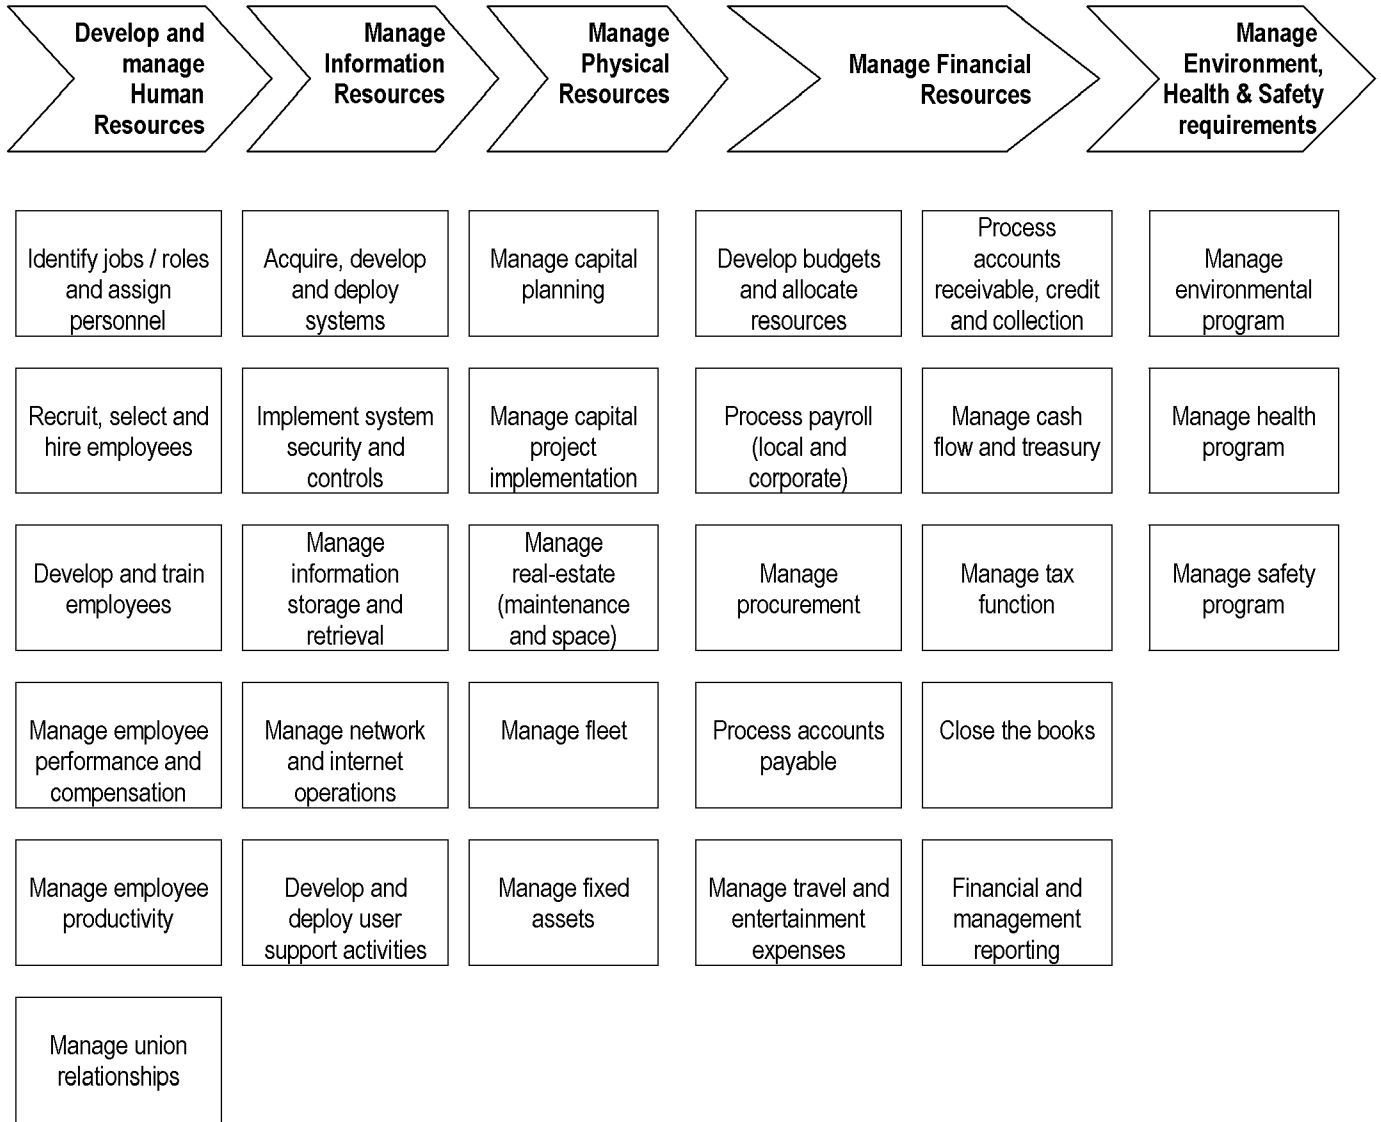 Develop and
manage
Human
Resources
Manage
Information
Resources
Manage
Physical
Resources
Manage Financial
Resources
Manage
Environment,
Health & Safety
requirements
Identify jobs / roles
and assign
personnel
Acquire, develop
and deploy
systems
Manage capital
planning
Develop budgets
and allocate
resources
Process
accounts
receivable, credit
and collection
Manage
environmental
program
Recruit, select and
hire employees
Implement system
security and
controls
Manage capital
project
implementation
Process payroll
(local and
corporate)
Manage cash
flow and treasury
Manage health
program
Develop and train
employees
Manage
information
storage and
retrieval
Manage
real-estate
(maintenance
and space)
Manage
procurement
Manage tax
function
Manage safety
program
Manage employee
performance and
compensation
Manage network
and internet
operations
Manage fleet
Process accounts
payable
Close the books
Manage employee
productivity
Develop and
deploy user
support activities
Manage fixed
assets
Manage travel and
entertainment
expenses
Financial and
management
reporting
Manage union
relationships